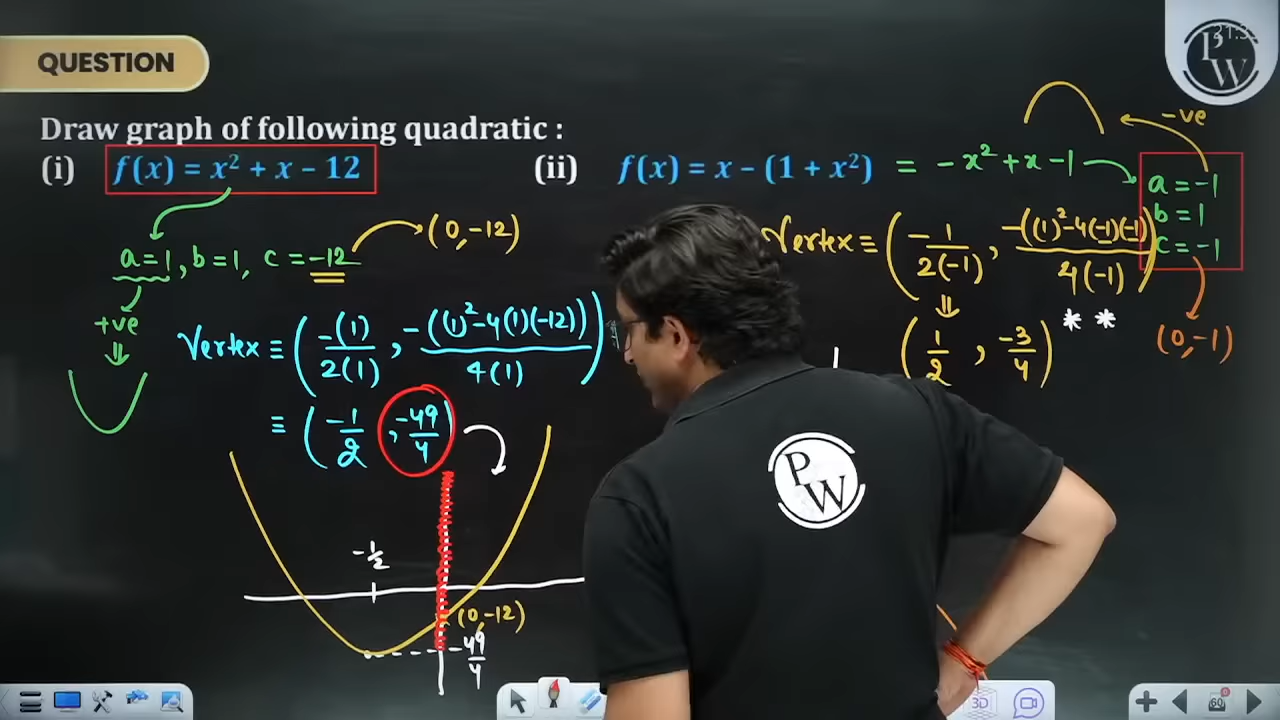 QUESTION
PW
Draw graph of following quadratic :
(i) f(x) = x² + x – 12
(ii) f(x) = x – (1 + x²) = -x² + x - 1
-ve
a = -1
b = 1
c = -1
(0, -1)
a = 1, b = 1, c = -12
(0, -12)
+ve
⇓
Vertex ≡ (-(1)/2(1), -((1)²-4(1)(-12))/4(1))
≡ (-1/2, -49/4)
Vertex ≡ (-1/2(-1), -((1)²-4(-1)(-1))/4(-1))
⇓
(1/2, -3/4) **
-1/2
(0, -12)
-49/4
PW
3D
60